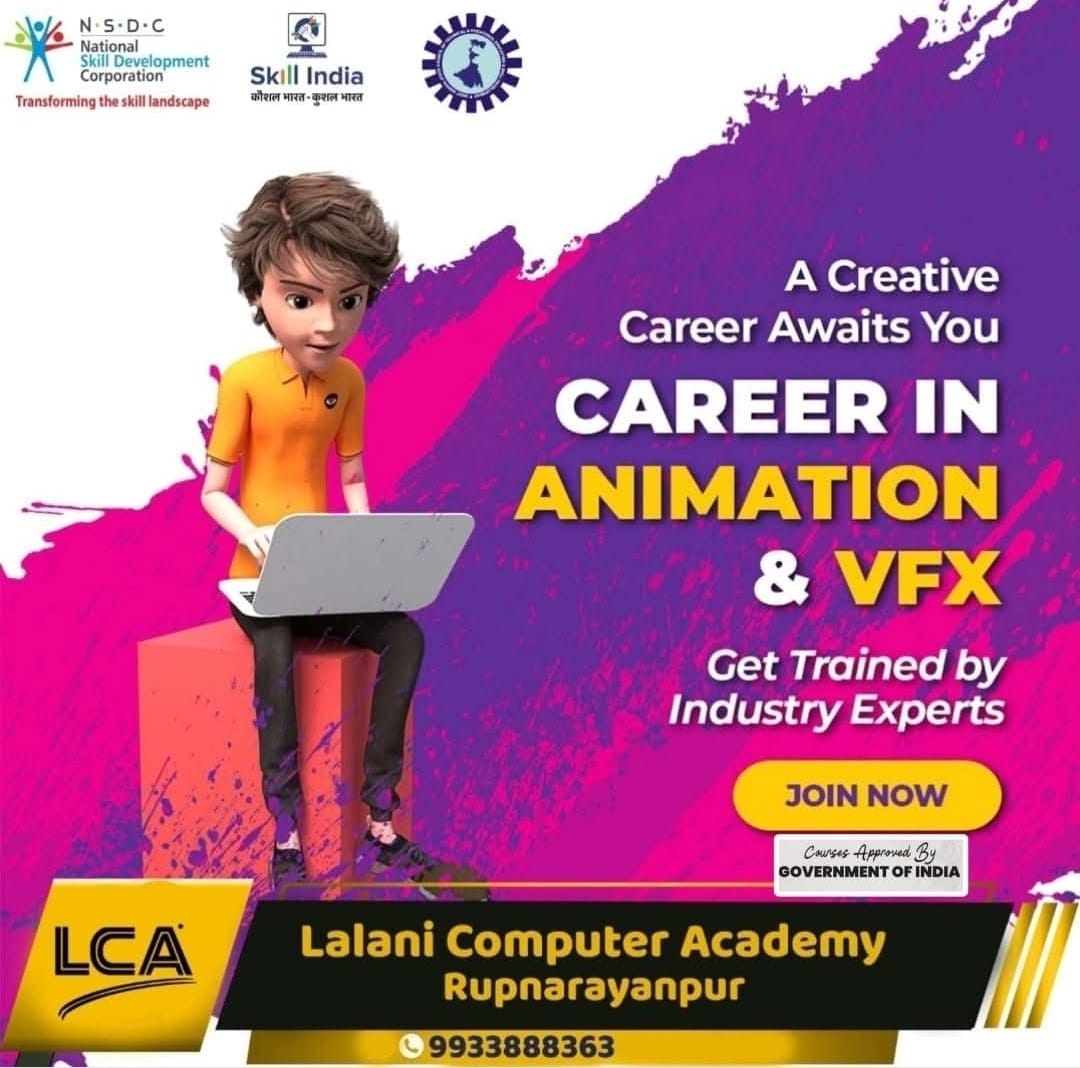 N·S·D·C
National
Skill Development
Corporation
Transforming the skill landscape
Skill India
कौशल भारत - कुशल भारत
A Creative
Career Awaits You
CAREER IN
ANIMATION
& VFX
Get Trained by
Industry Experts
JOIN NOW
Courses Approved By
GOVERNMENT OF INDIA
LCA
Lalani Computer Academy
Rupnarayanpur
9933888363